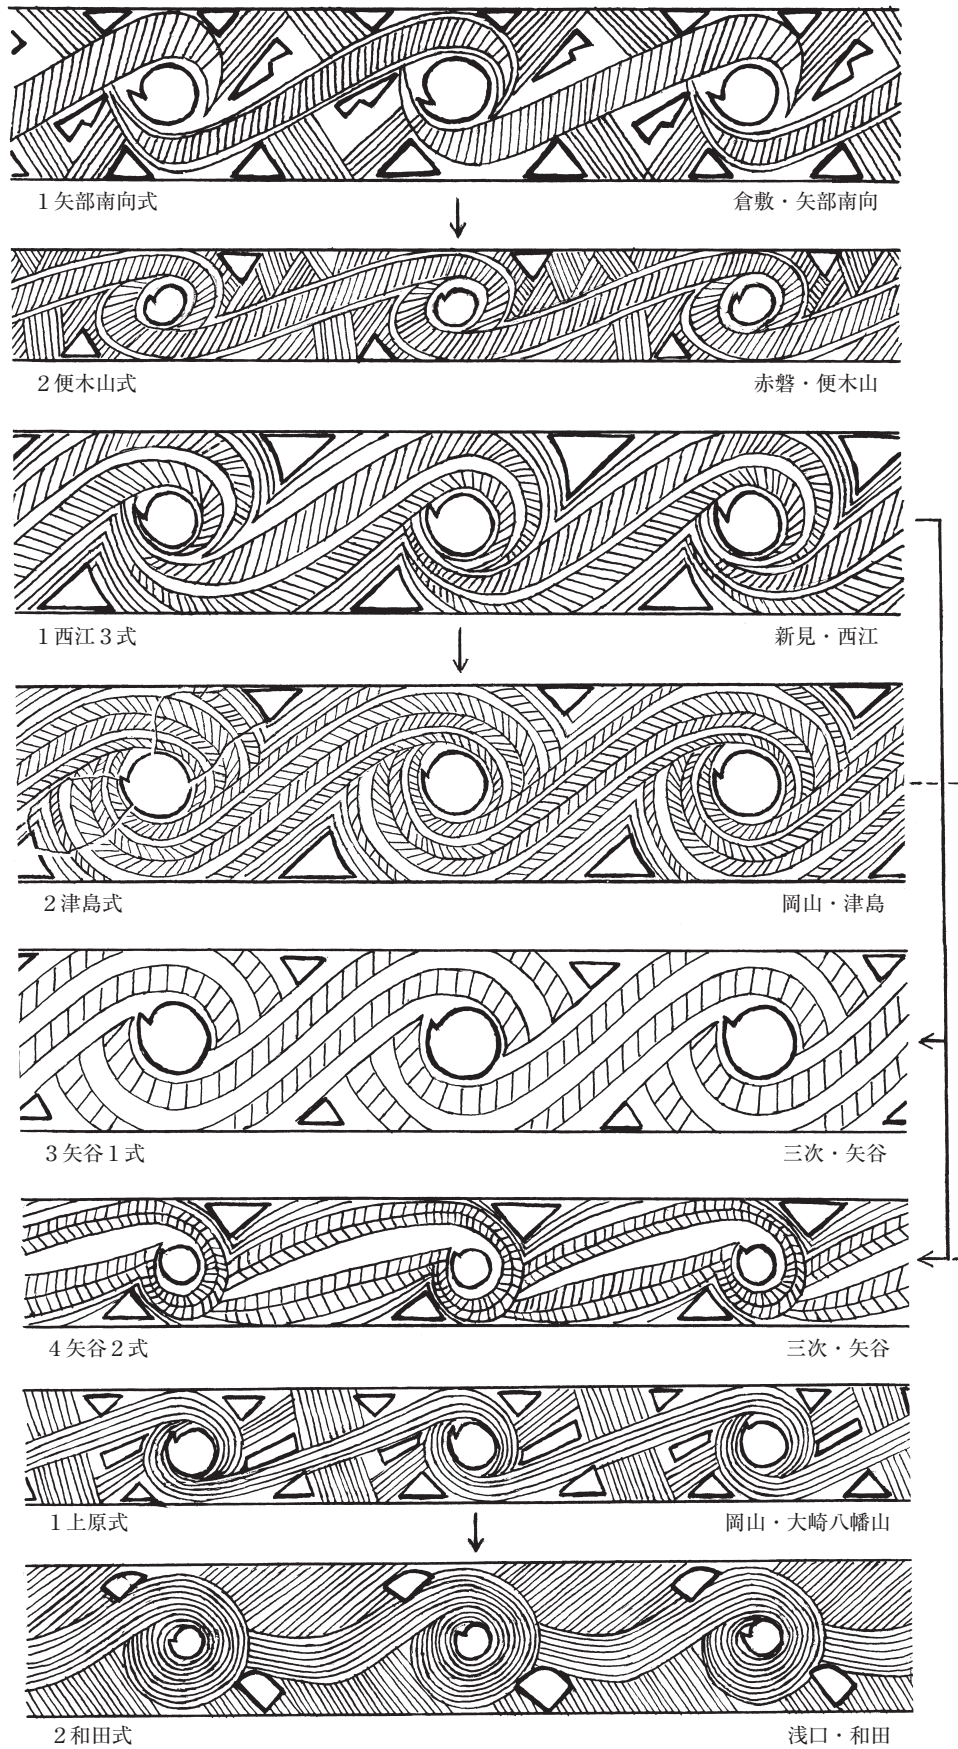 1矢部南向式 倉敷・矢部南向
2便木山式 赤磐・便木山
1西江3式 新見・西江
2津島式 岡山・津島
3矢谷1式 三次・矢谷
4矢谷2式 三次・矢谷
1上原式 岡山・大崎八幡山
2和田式 浅口・和田